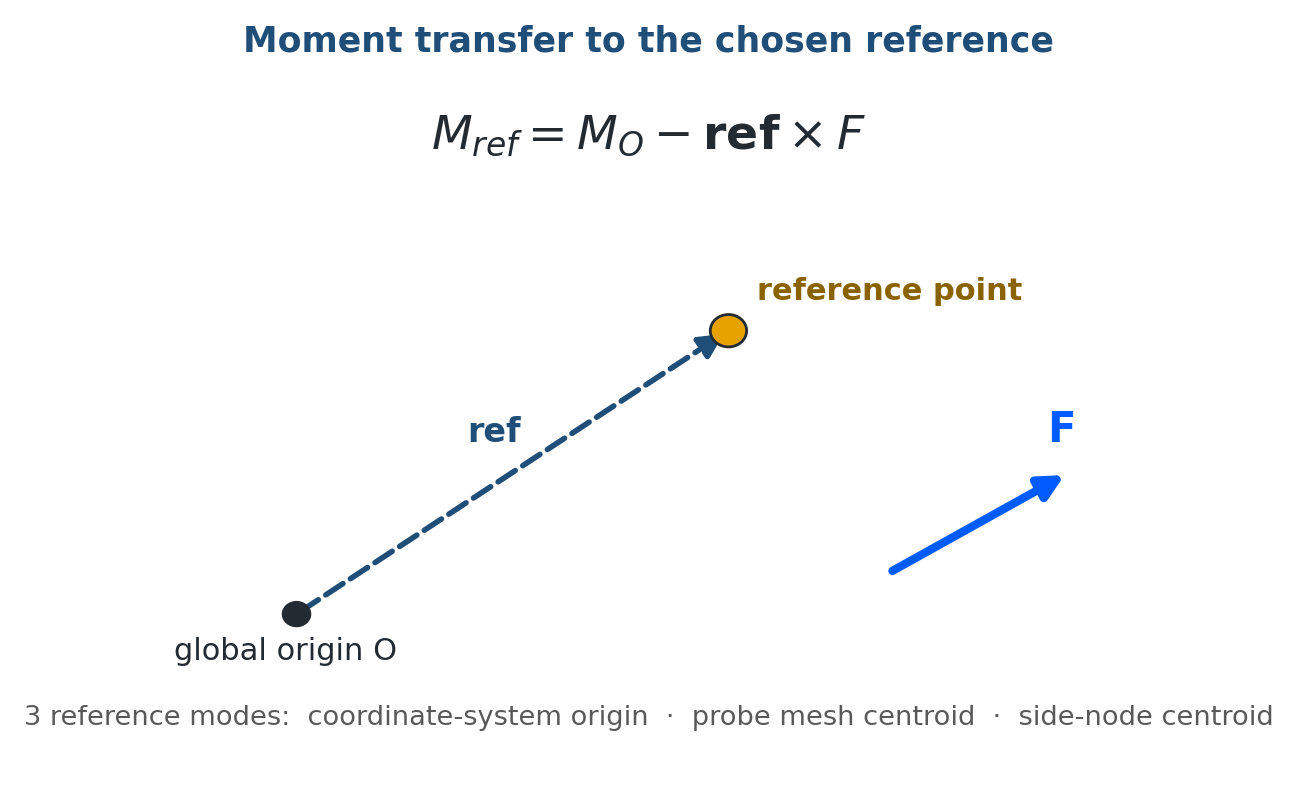 Moment transfer to the chosen reference
M_ref = M_O − ref × F
reference point
ref
F
global origin O
3 reference modes:  coordinate-system origin  ·  probe mesh centroid  ·  side-node centroid